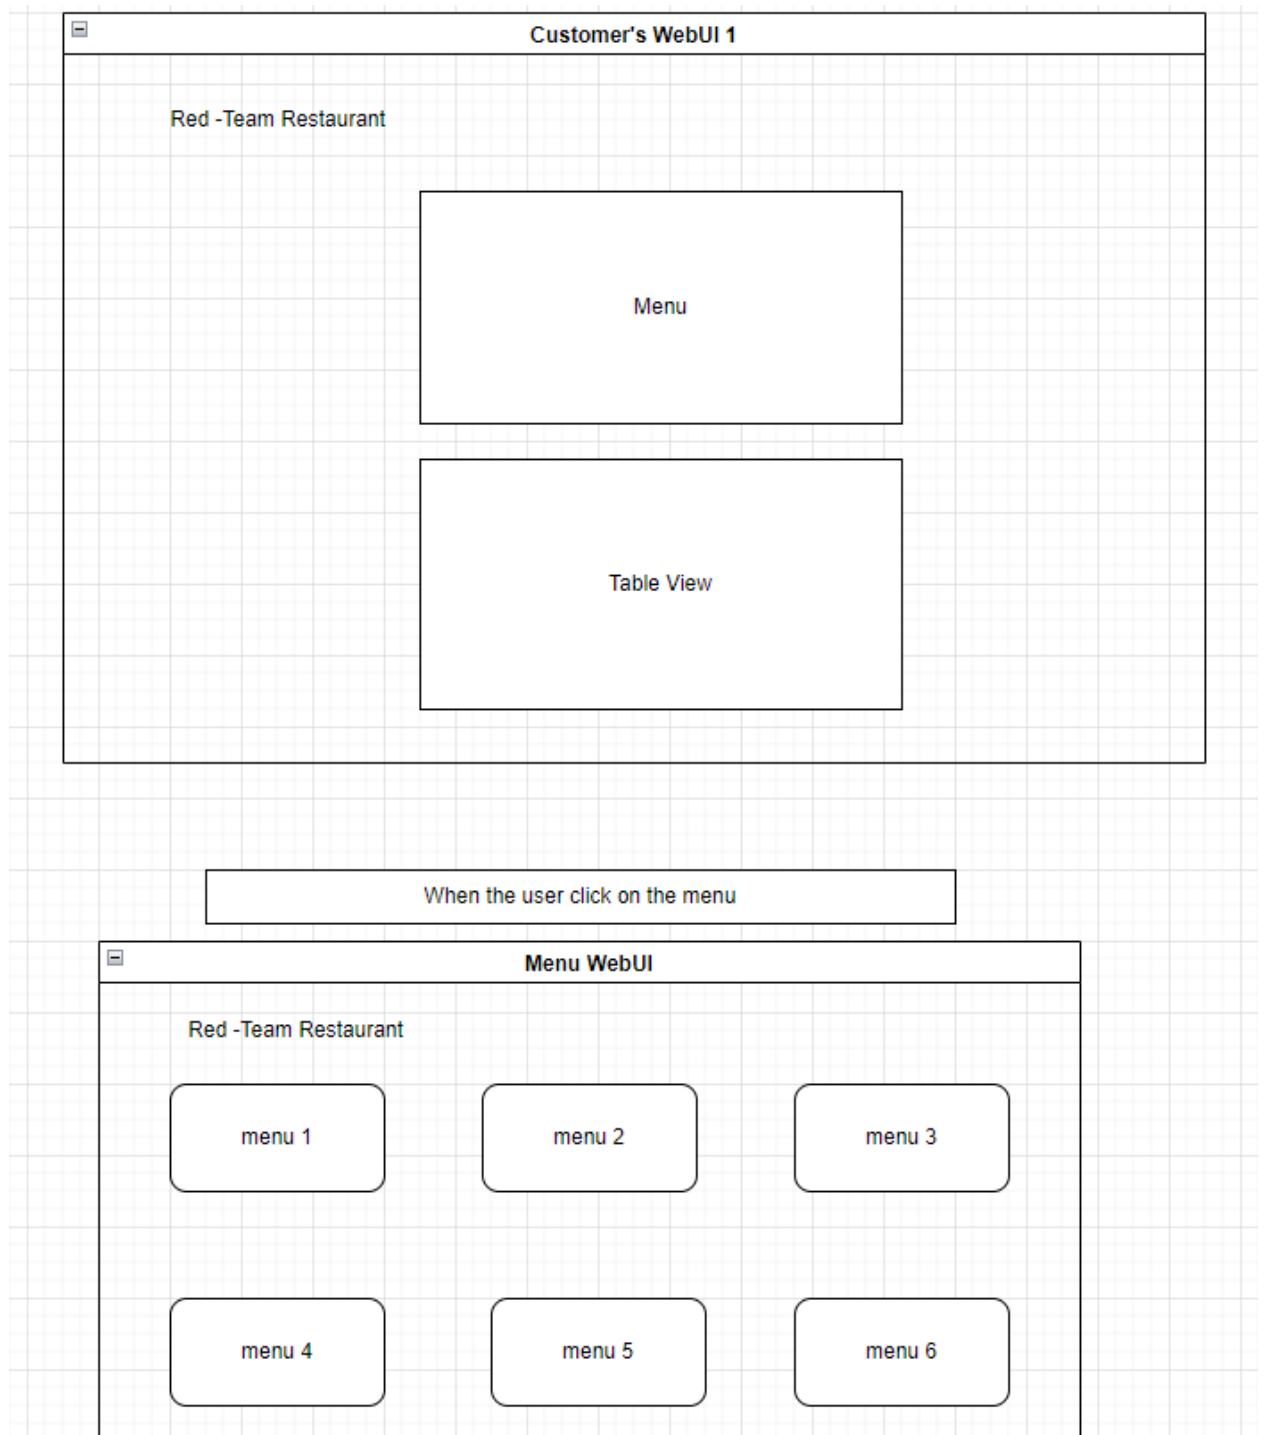 Customer's WebUI 1
Red -Team Restaurant
Menu
Table View
When the user click on the menu
Menu WebUI
Red -Team Restaurant
menu 1
menu 2
menu 3
menu 4
menu 5
menu 6